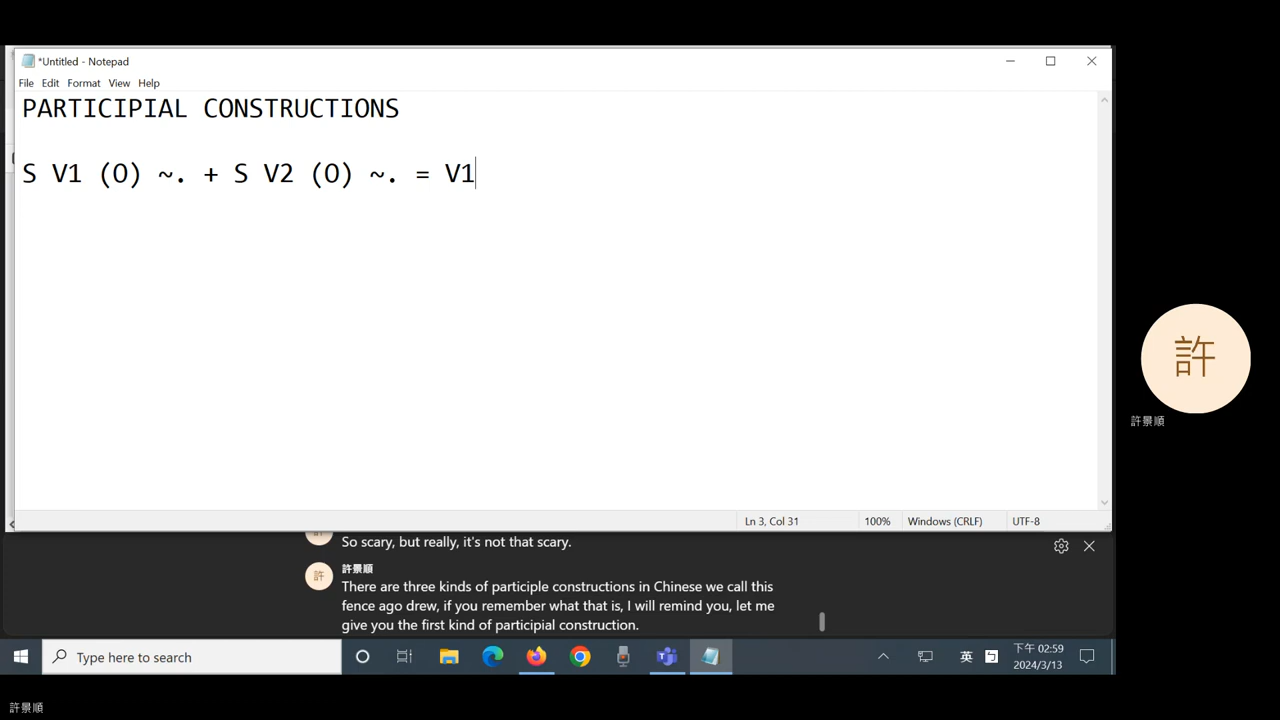 *Untitled - Notepad
File Edit Format View Help
PARTICIPIAL CONSTRUCTIONS
S V1 (O) ~. + S V2 (O) ~. = V1
Ln 3, Col 31 100% Windows (CRLF) UTF-8
許
許景順
So scary, but really, it's not that scary.
許
許景順
There are three kinds of participle constructions in Chinese we call this
fence ago drew, if you remember what that is, I will remind you, let me
give you the first kind of participial construction.
Type here to search
英
下午 02:59
2024/3/13
許景順